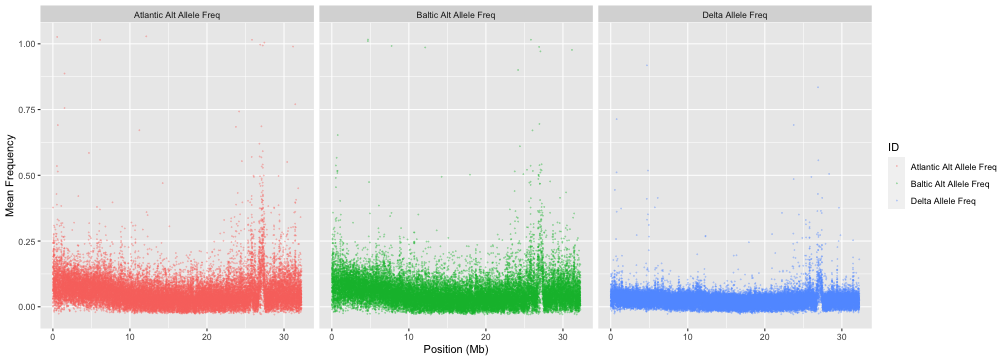 Atlantic Alt Allele Freq
Baltic Alt Allele Freq
Delta Allele Freq
Mean Frequency
1.00
0.75
0.50
0.25
0.00
0 10 20 30
0 10 20 30
0 10 20 30
Position (Mb)
ID
Atlantic Alt Allele Freq
Baltic Alt Allele Freq
Delta Allele Freq